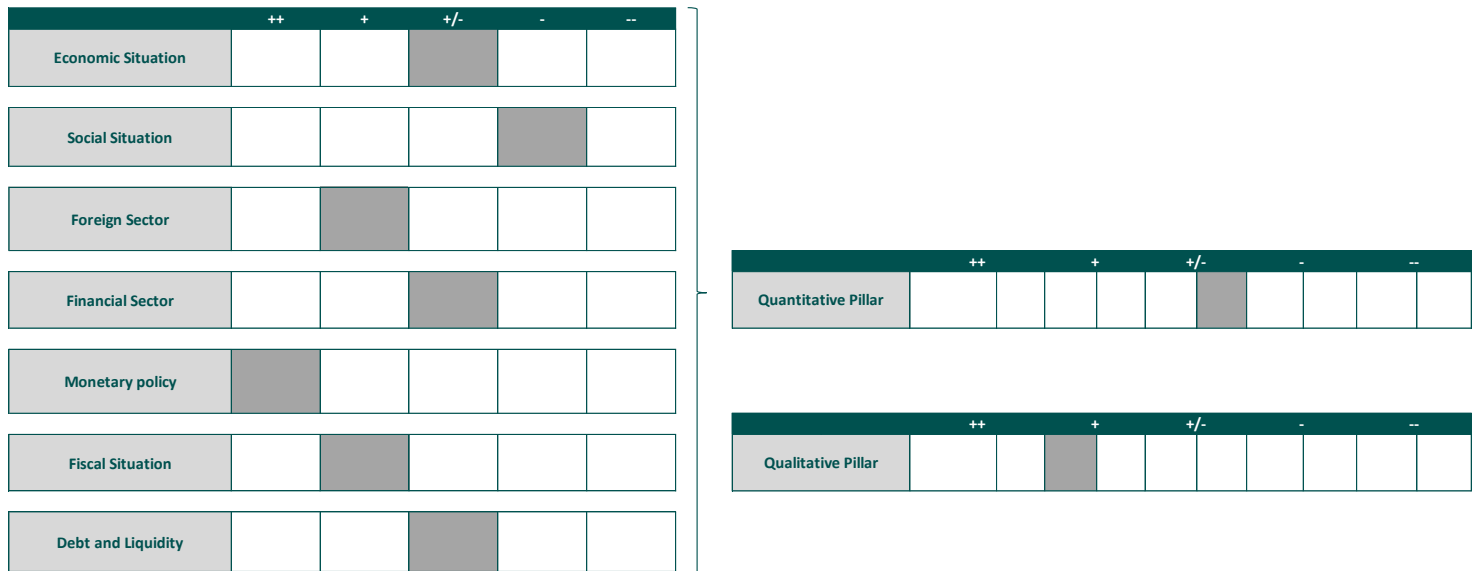 ++ + +/- - --
Economic Situation
Social Situation
Foreign Sector
Financial Sector
Monetary policy
Fiscal Situation
Debt and Liquidity
++ + +/- - --
Quantitative Pillar
++ + +/- - --
Qualitative Pillar